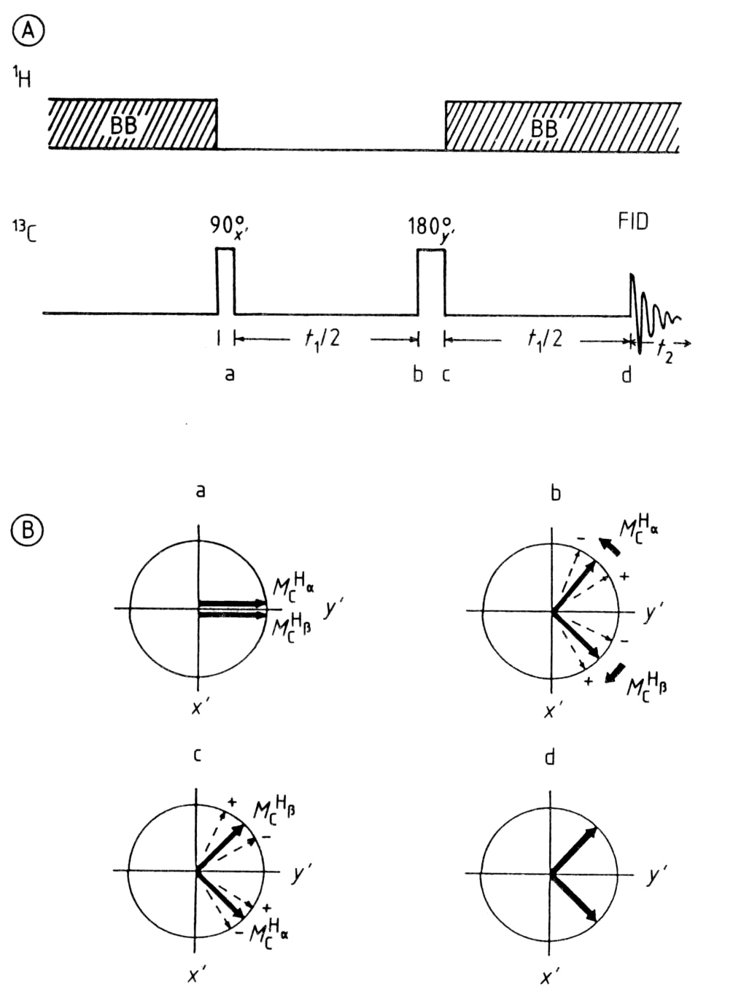 A
¹H
BB
BB
¹³C
90°x′
180°y′
FID
t₁/2
t₁/2
t₂
a
b
c
d
B
a
b
M_C^Hα
y′
M_C^Hβ
x′
−
M_C^Hα
+
y′
−
+
M_C^Hβ
x′
c
d
+
M_C^Hβ
−
y′
+
−
M_C^Hα
x′
y′
x′